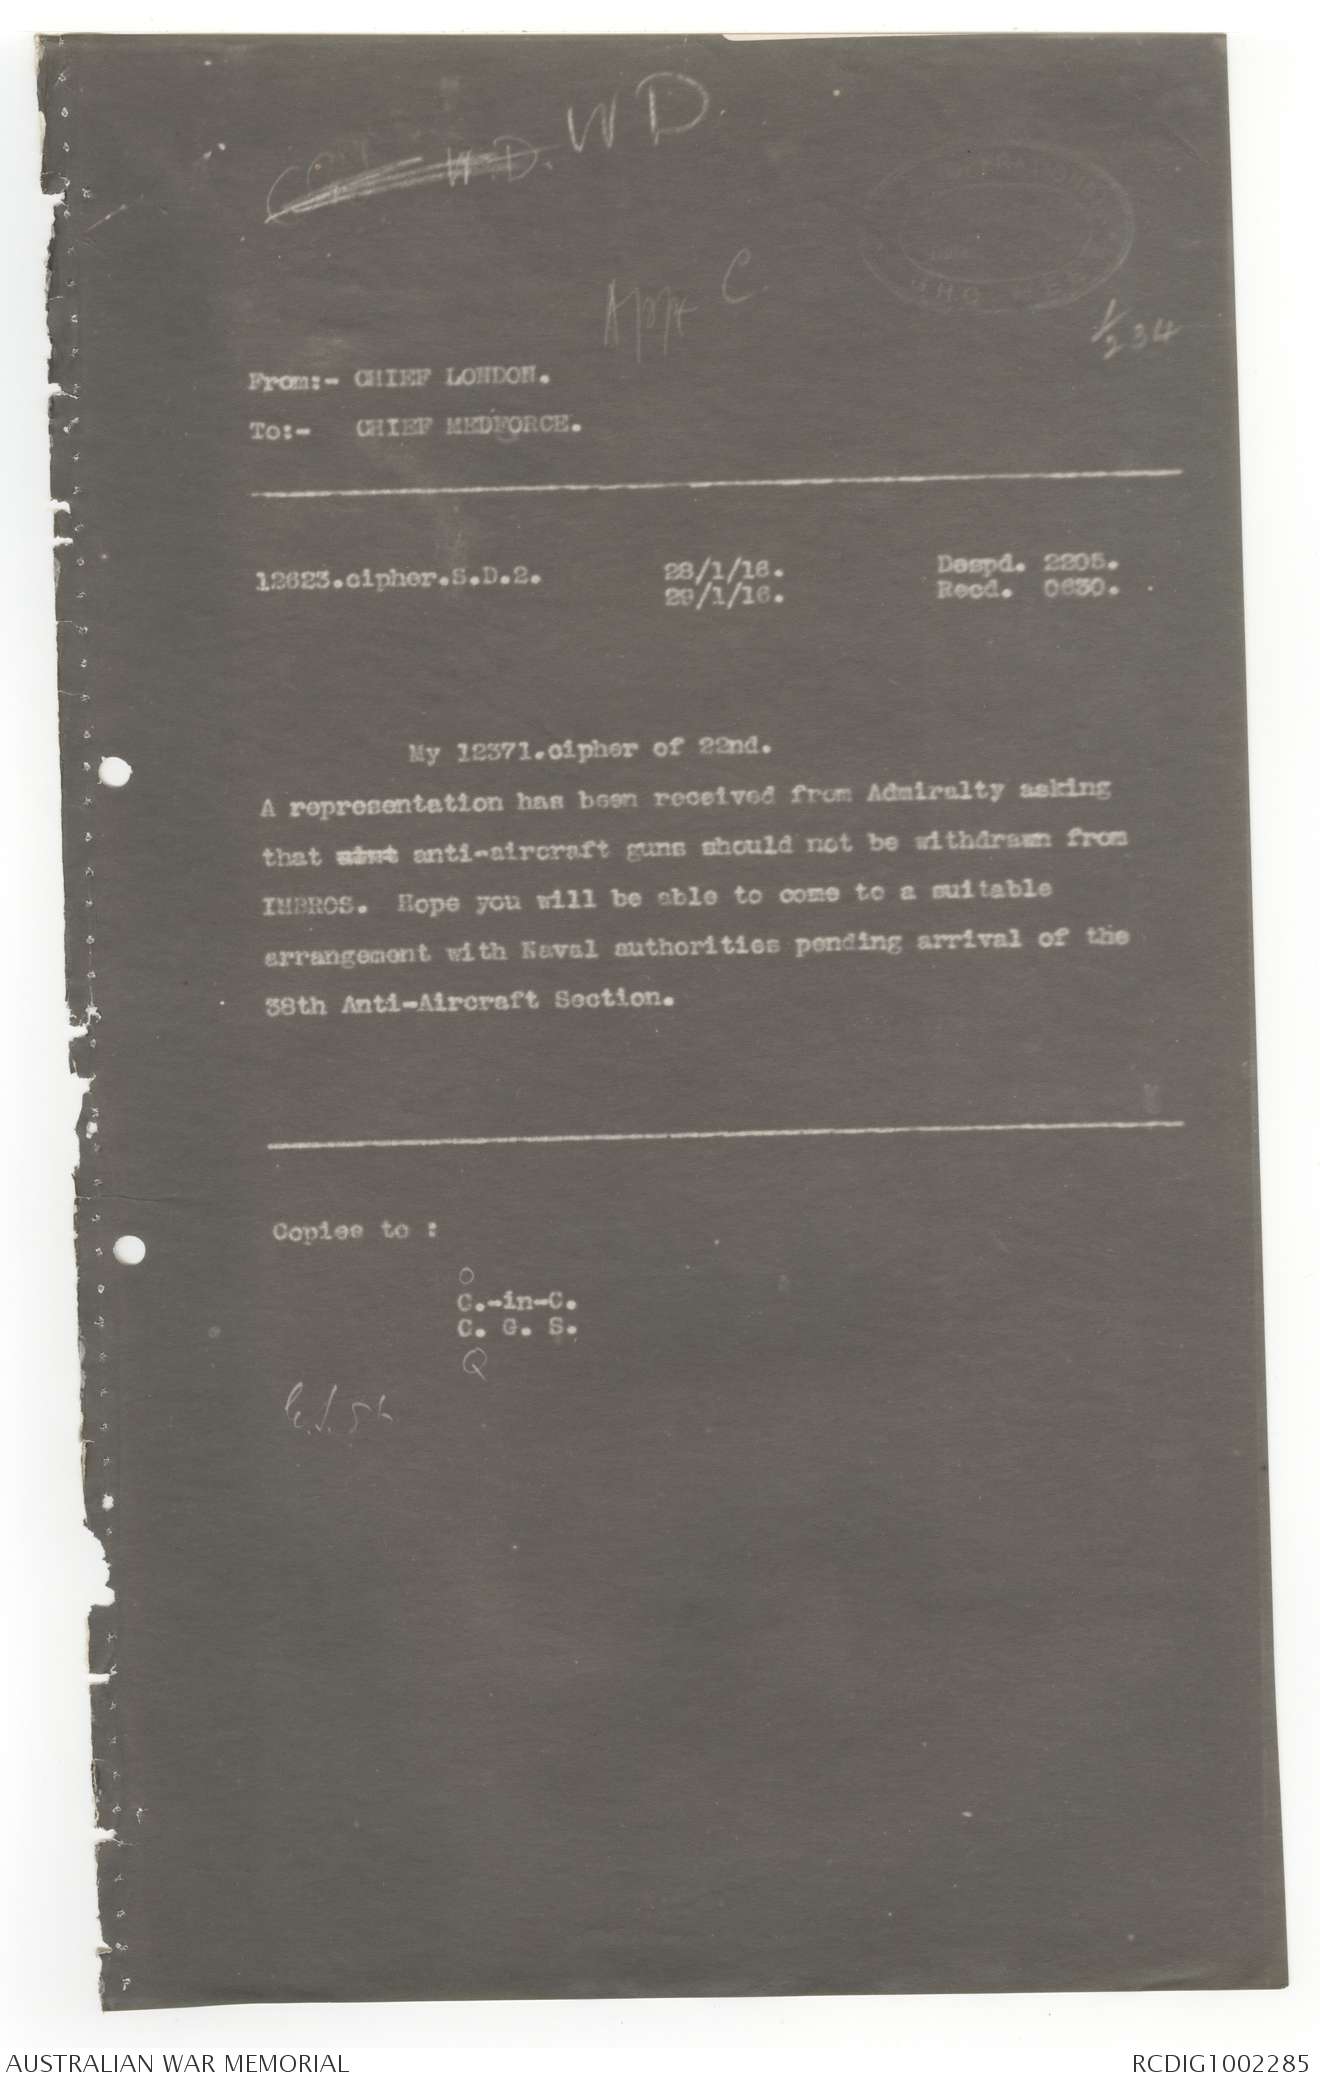 W.D. W D
App C
1/2 34
From:- CHIEF LONDON.
To:- CHIEF MEDFORCE.
12623.cipher.S.D.2. 28/1/16. Despd. 2205.
29/1/16. Recd. 0630.
My 12371.cipher of 22nd.
A representation has been received from Admiralty asking
that anti-aircraft guns should not be withdrawn from
IMBROS. Hope you will be able to come to a suitable
arrangement with Naval authorities pending arrival of the
38th Anti-Aircraft Section.
Copies to :
O
C.-in-C.
C. G. S.
Q
AUSTRALIAN WAR MEMORIAL RCDIG1002285